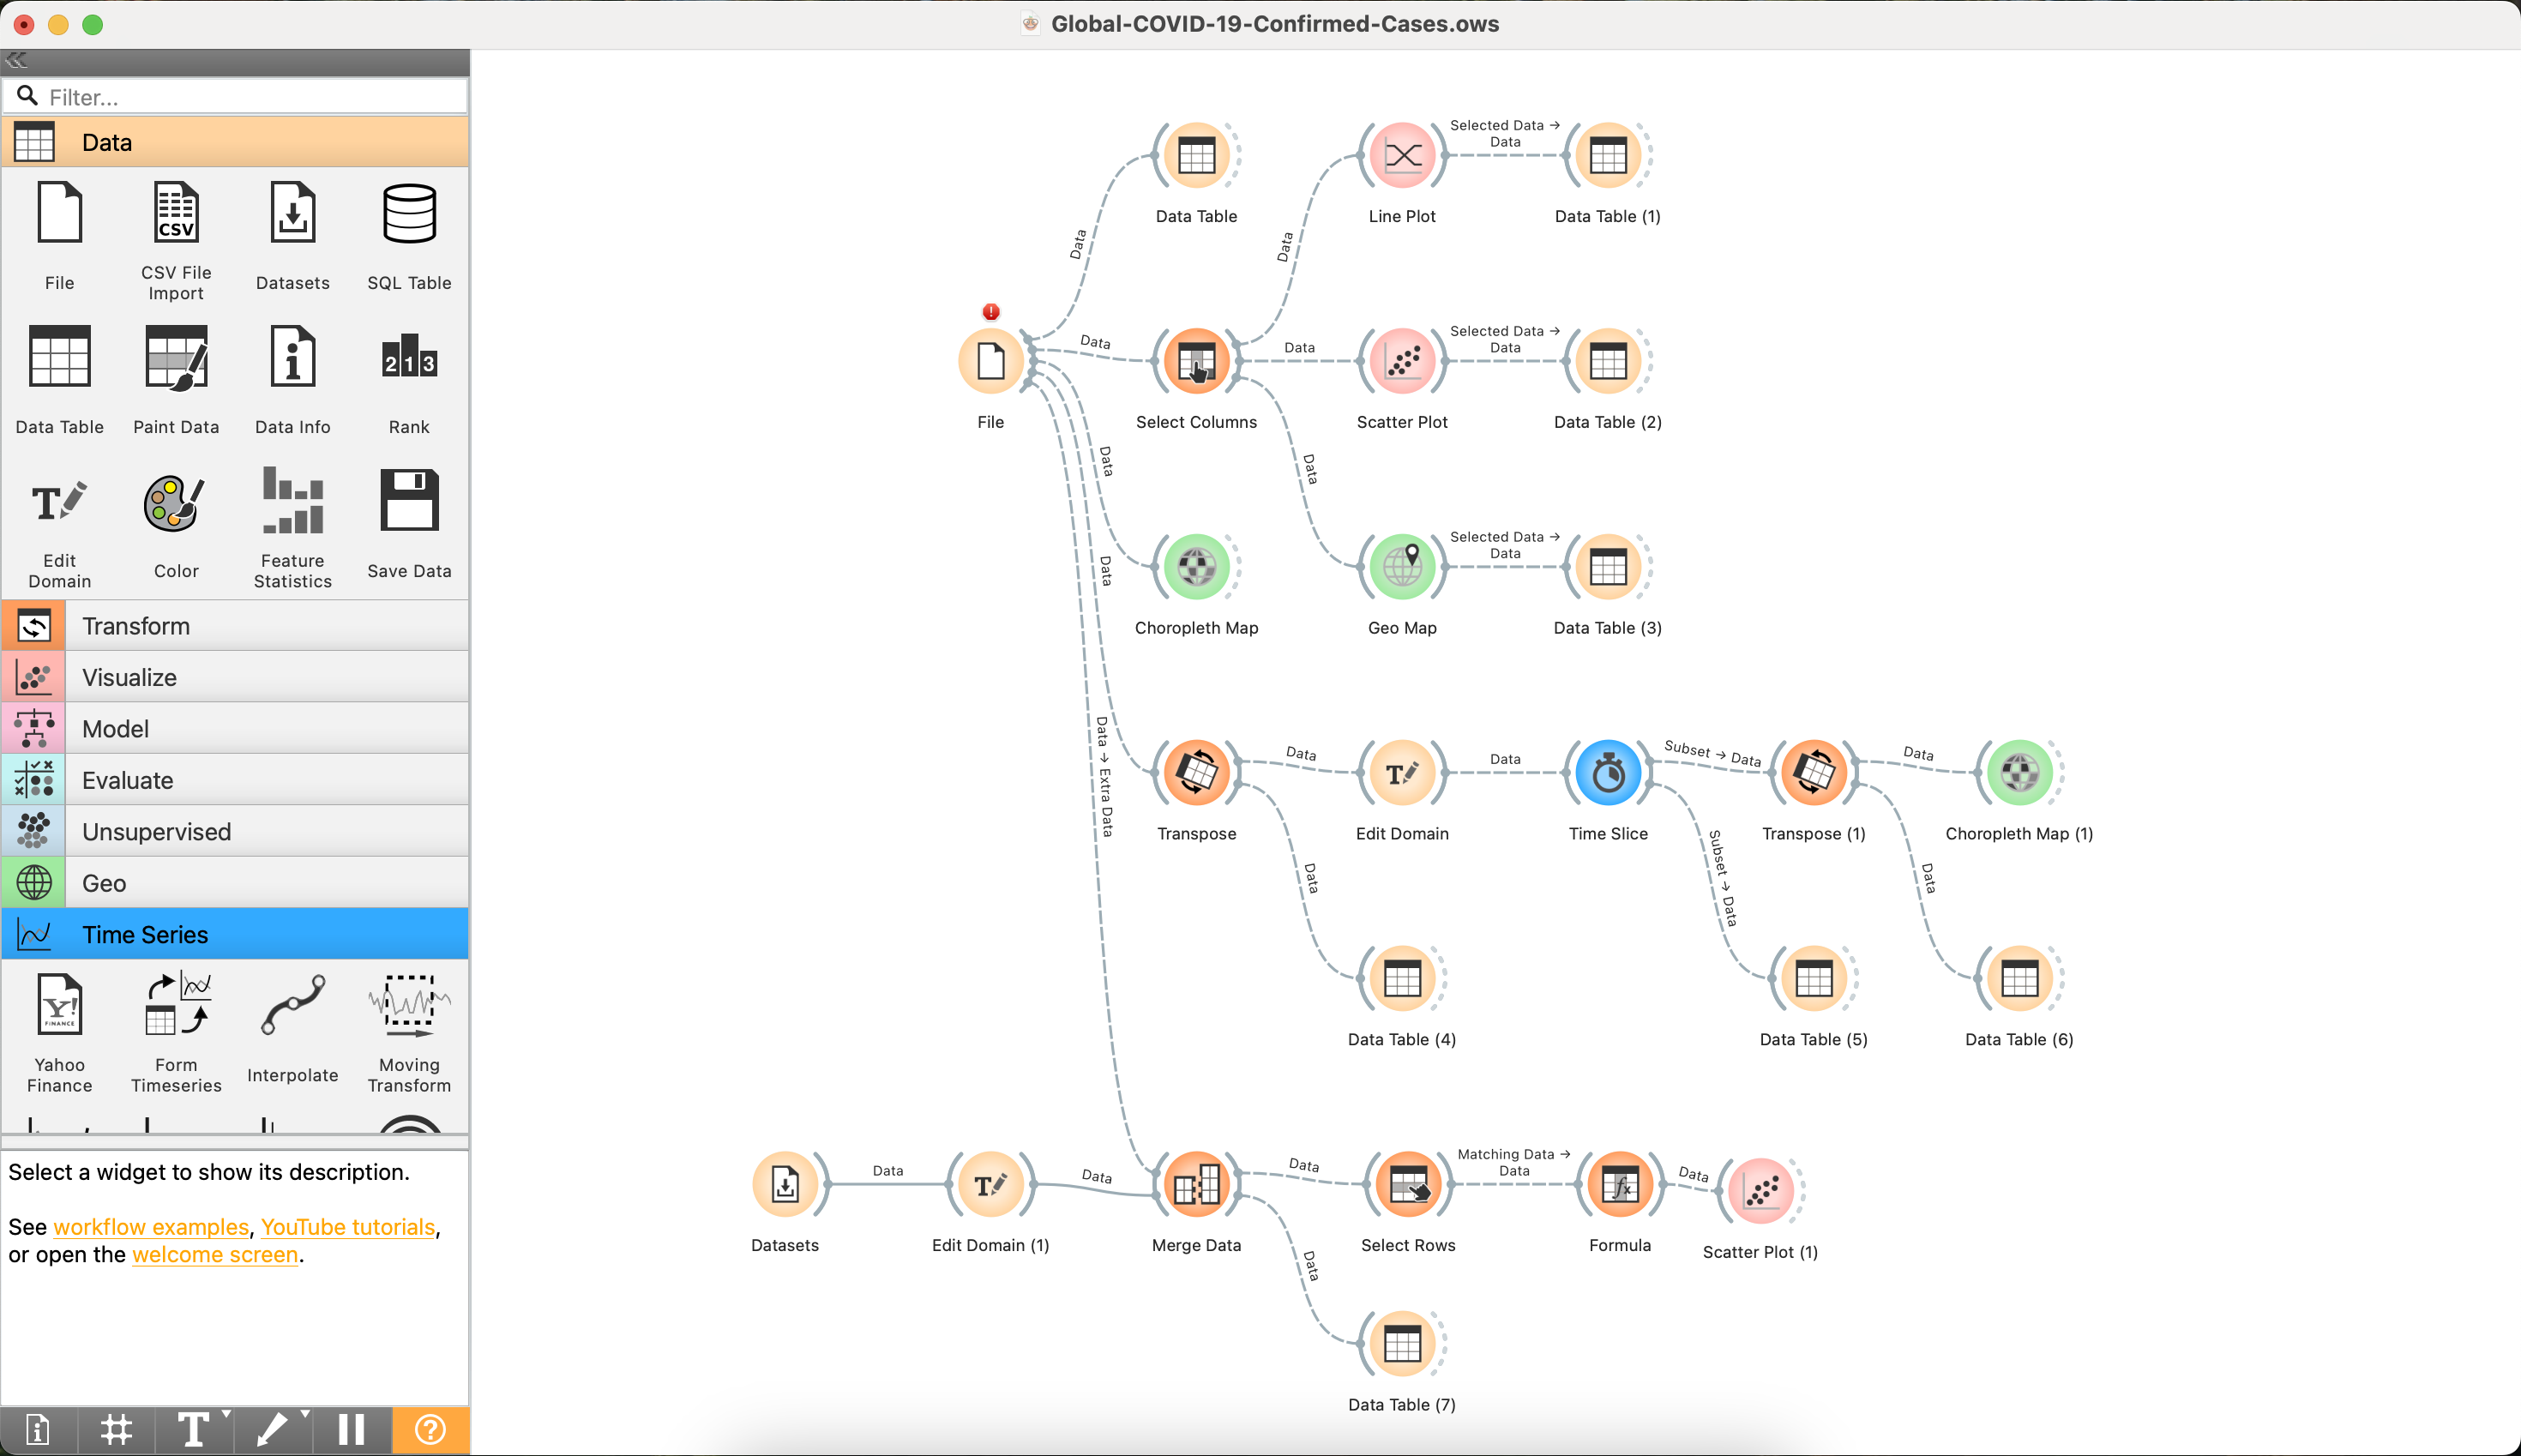 Global-COVID-19-Confirmed-Cases.ows
Filter...
Data
File
CSV
CSV File
Import
Datasets
SQL Table
Data Table
Paint Data
Data Info
213
Rank
Edit
Domain
Color
Feature
Statistics
Save Data
Transform
Visualize
Model
Evaluate
Unsupervised
Geo
Time Series
Y!
FINANCE
Yahoo
Finance
Form
Timeseries
Interpolate
Moving
Transform
Select a widget to show its description.
See workflow examples, YouTube tutorials,
or open the welcome screen.
Data
Data Table
Data
Line Plot
Selected Data →
Data
Data Table (1)
File
Data
Select Columns
Data
Scatter Plot
Selected Data →
Data
Data Table (2)
Data
Choropleth Map
Data
Geo Map
Selected Data →
Data
Data Table (3)
Data
Transpose
Data
Edit Domain
Data
Time Slice
Subset → Data
Transpose (1)
Data
Choropleth Map (1)
Data
Data Table (4)
Subset → Data
Data Table (5)
Data
Data Table (6)
Data → Extra Data
Datasets
Data
Edit Domain (1)
Data
Merge Data
Data
Select Rows
Matching Data →
Data
Formula
Data
Scatter Plot (1)
Data
Data Table (7)